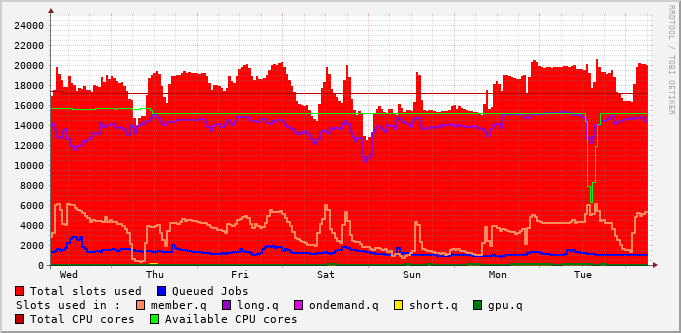 RRDTOOL / TOBI OETIKER
24000
22000
20000
18000
16000
14000
12000
10000
8000
6000
4000
2000
0
Wed Thu Fri Sat Sun Mon Tue
Total slots used Queued Jobs
Slots used in : member.q long.q ondemand.q short.q gpu.q
Total CPU cores Available CPU cores